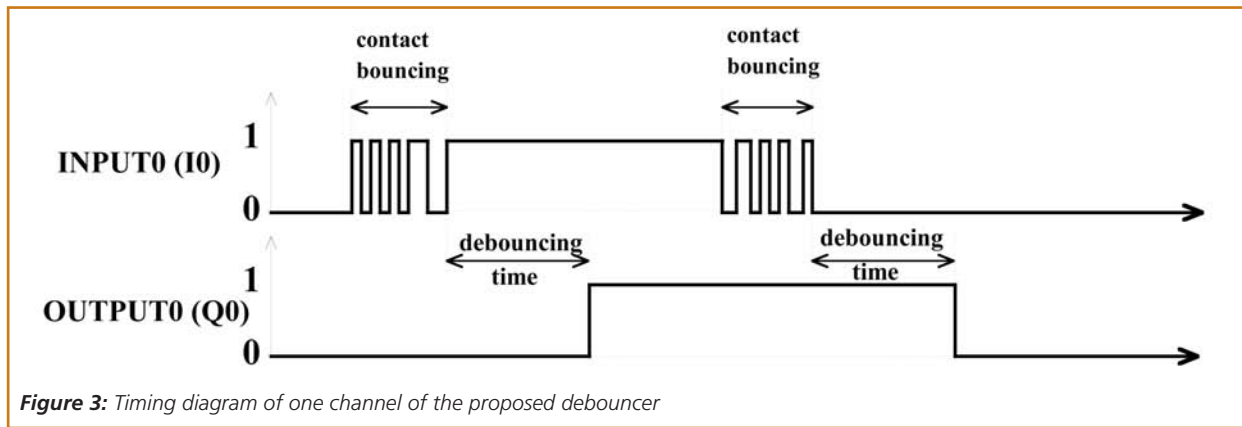 contact
bouncing
contact
bouncing
1
INPUT0 (I0)
0
debouncing
time
debouncing
time
1
OUTPUT0 (Q0)
0
Figure 3: Timing diagram of one channel of the proposed debouncer